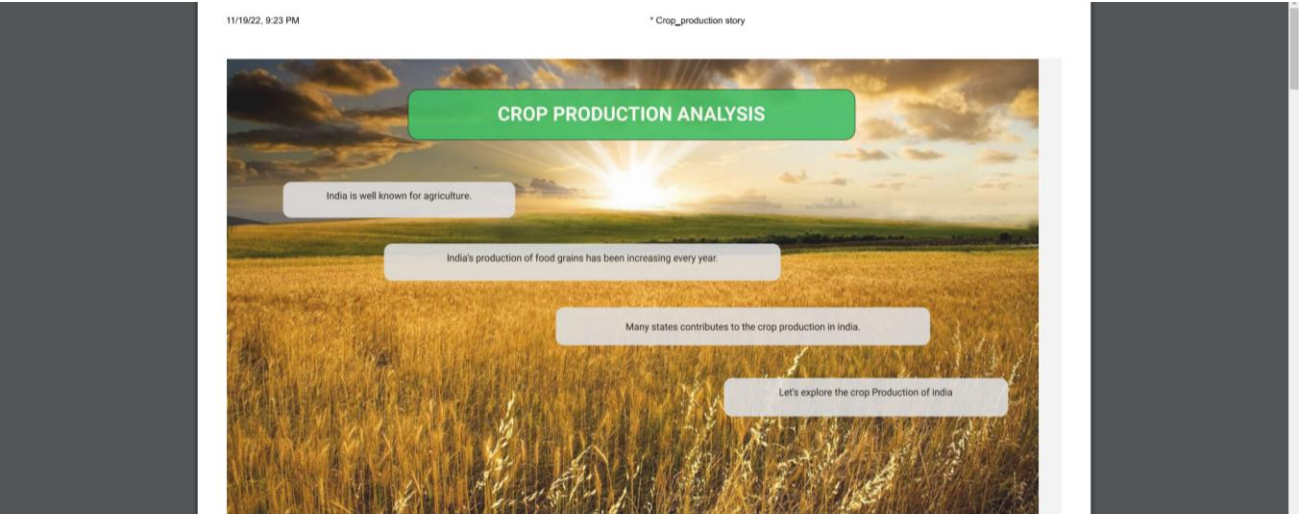 11/19/22, 9:23 PM
* Crop_production story
CROP PRODUCTION ANALYSIS
India is well known for agriculture.
India's production of food grains has been increasing every year.
Many states contributes to the crop production in india.
Let's explore the crop Production of india